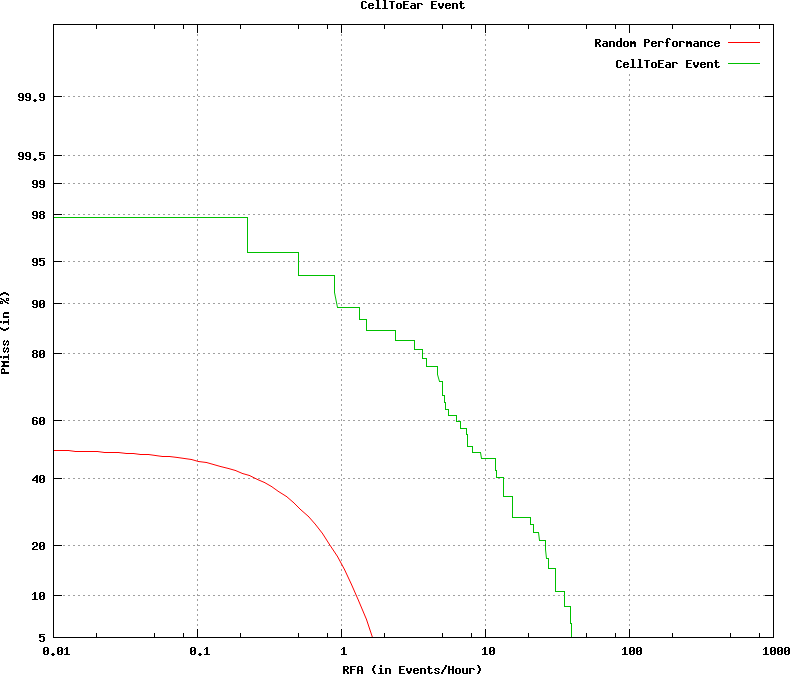 CellToEar Event
Random Performance
CellToEar Event
99.9
99.5
99
98
95
90
80
60
40
20
10
5
PMiss (in %)
0.01 0.1 1 10 100 1000
RFA (in Events/Hour)